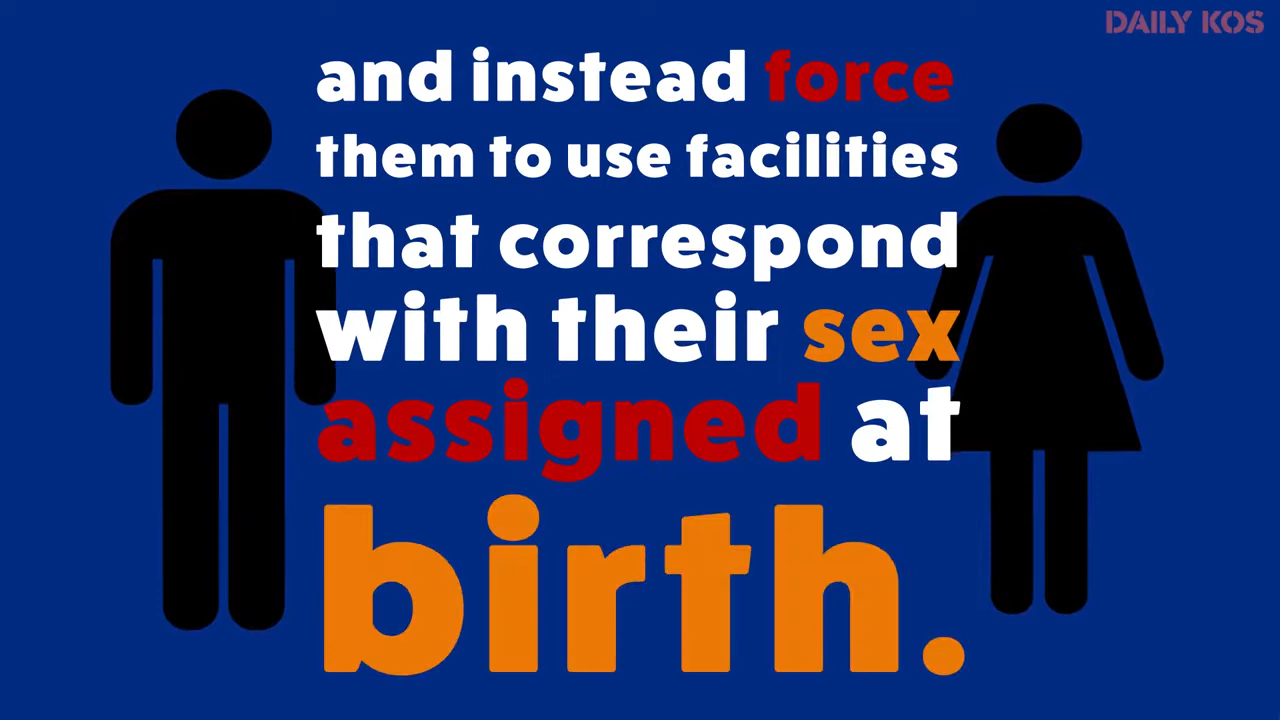 DAILY KOS
and instead force
them to use facilities
that correspond
with their sex
assigned at
birth.